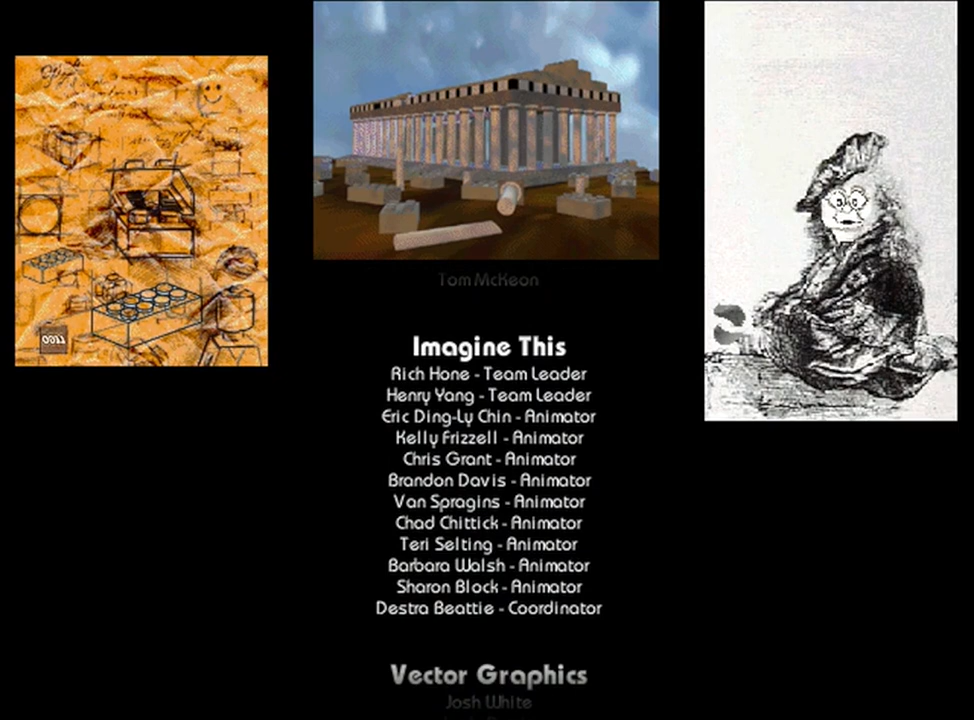 Tom McKeon
Imagine This
Rich Hone - Team Leader
Henry Yang - Team Leader
Eric Ding-Ly Chin - Animator
Kelly Frizzell - Animator
Chris Grant - Animator
Brandon Davis - Animator
Van Spragins - Animator
Chad Chittick - Animator
Teri Selting - Animator
Barbara Walsh - Animator
Sharon Block - Animator
Destra Beattie - Coordinator
Vector Graphics
Josh White